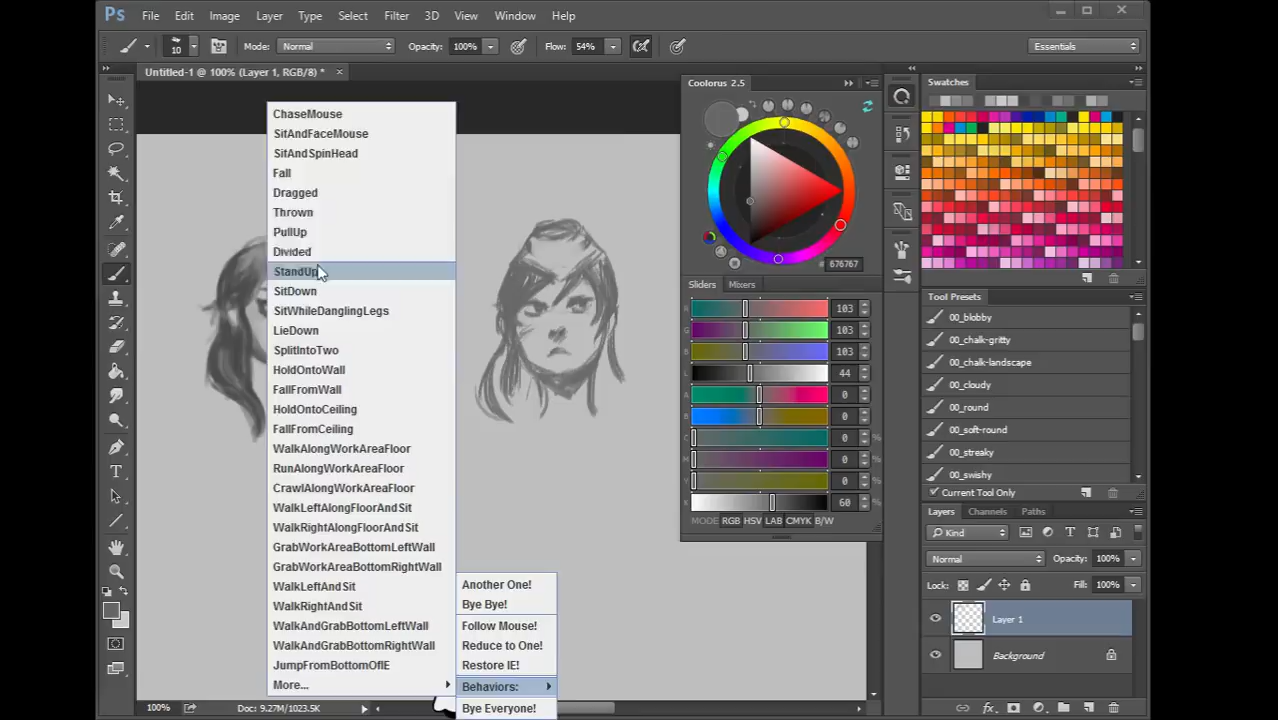 Ps File Edit Image Layer Type Select Filter 3D View Window Help
10 Mode: Normal Opacity: 100% Flow: 54% Essentials
Untitled-1 @ 100% (Layer 1, RGB/8) *
ChaseMouse
SitAndFaceMouse
SitAndSpinHead
Fall
Dragged
Thrown
PullUp
Divided
StandUp
SitDown
SitWhileDanglingLegs
LieDown
SplitIntoTwo
HoldOntoWall
FallFromWall
HoldOntoCeiling
FallFromCeiling
WalkAlongWorkAreaFloor
RunAlongWorkAreaFloor
CrawlAlongWorkAreaFloor
WalkLeftAlongFloorAndSit
WalkRightAlongFloorAndSit
GrabWorkAreaBottomLeftWall
GrabWorkAreaBottomRightWall
WalkLeftAndSit
WalkRightAndSit
WalkAndGrabBottomLeftWall
WalkAndGrabBottomRightWall
JumpFromBottomOfIE
More...
Another One!
Bye Bye!
Follow Mouse!
Reduce to One!
Restore IE!
Behaviors:
Bye Everyone!
100% Doc: 9.27M/1023.5K
Coolorus 2.5
# 676767
Sliders Mixers
R 103
G 103
B 103
L 44
A 0
B 0
C 0 %
M 0 %
Y 0 %
K 60 %
MODE RGB HSV LAB CMYK B/W
Swatches
Tool Presets
00_blobby
00_chalk-gritty
00_chalk-landscape
00_cloudy
00_round
00_soft-round
00_streaky
00_swishy
Current Tool Only
Layers Channels Paths
Kind
Normal Opacity: 100%
Lock: Fill: 100%
Layer 1
Background
fx